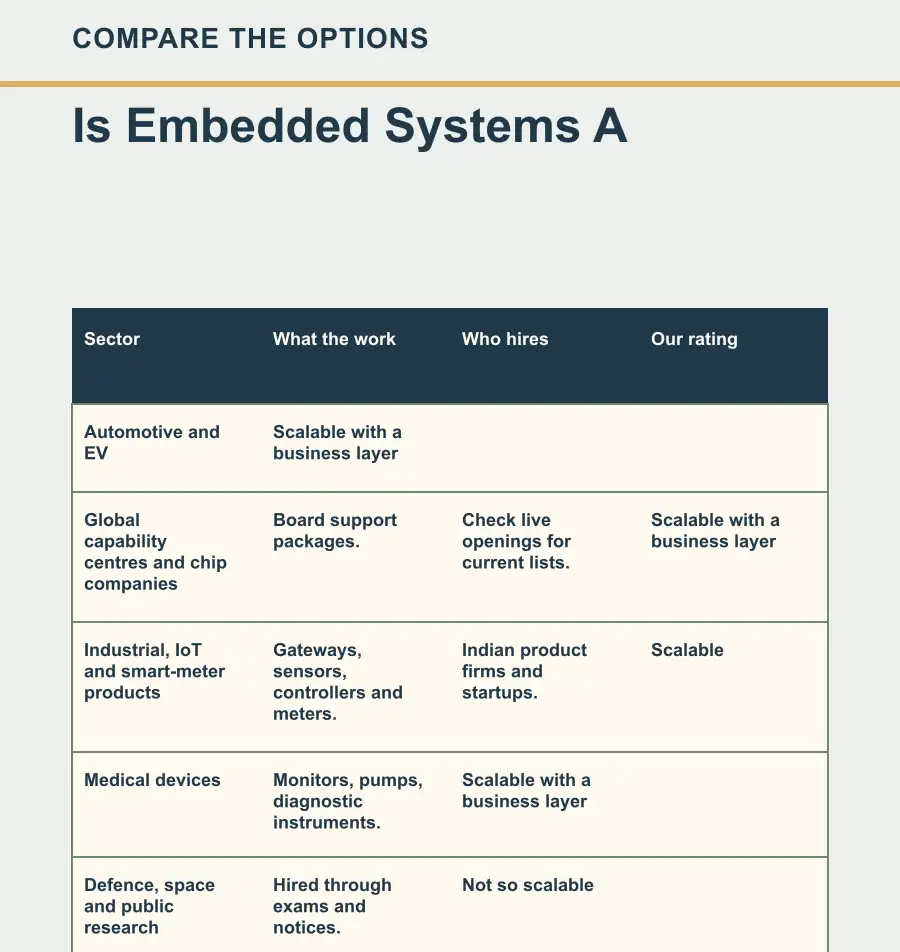 COMPARE THE OPTIONS
Is Embedded Systems A
Sector
What the work
Who hires
Our rating
Automotive and
EV
Scalable with a
business layer
Global
capability
centres and chip
companies
Board support
packages.
Check live
openings for
current lists.
Scalable with a
business layer
Industrial, IoT
and smart-meter
products
Gateways,
sensors,
controllers and
meters.
Indian product
firms and
startups.
Scalable
Medical devices
Monitors, pumps,
diagnostic
instruments.
Scalable with a
business layer
Defence, space
and public
research
Hired through
exams and
notices.
Not so scalable